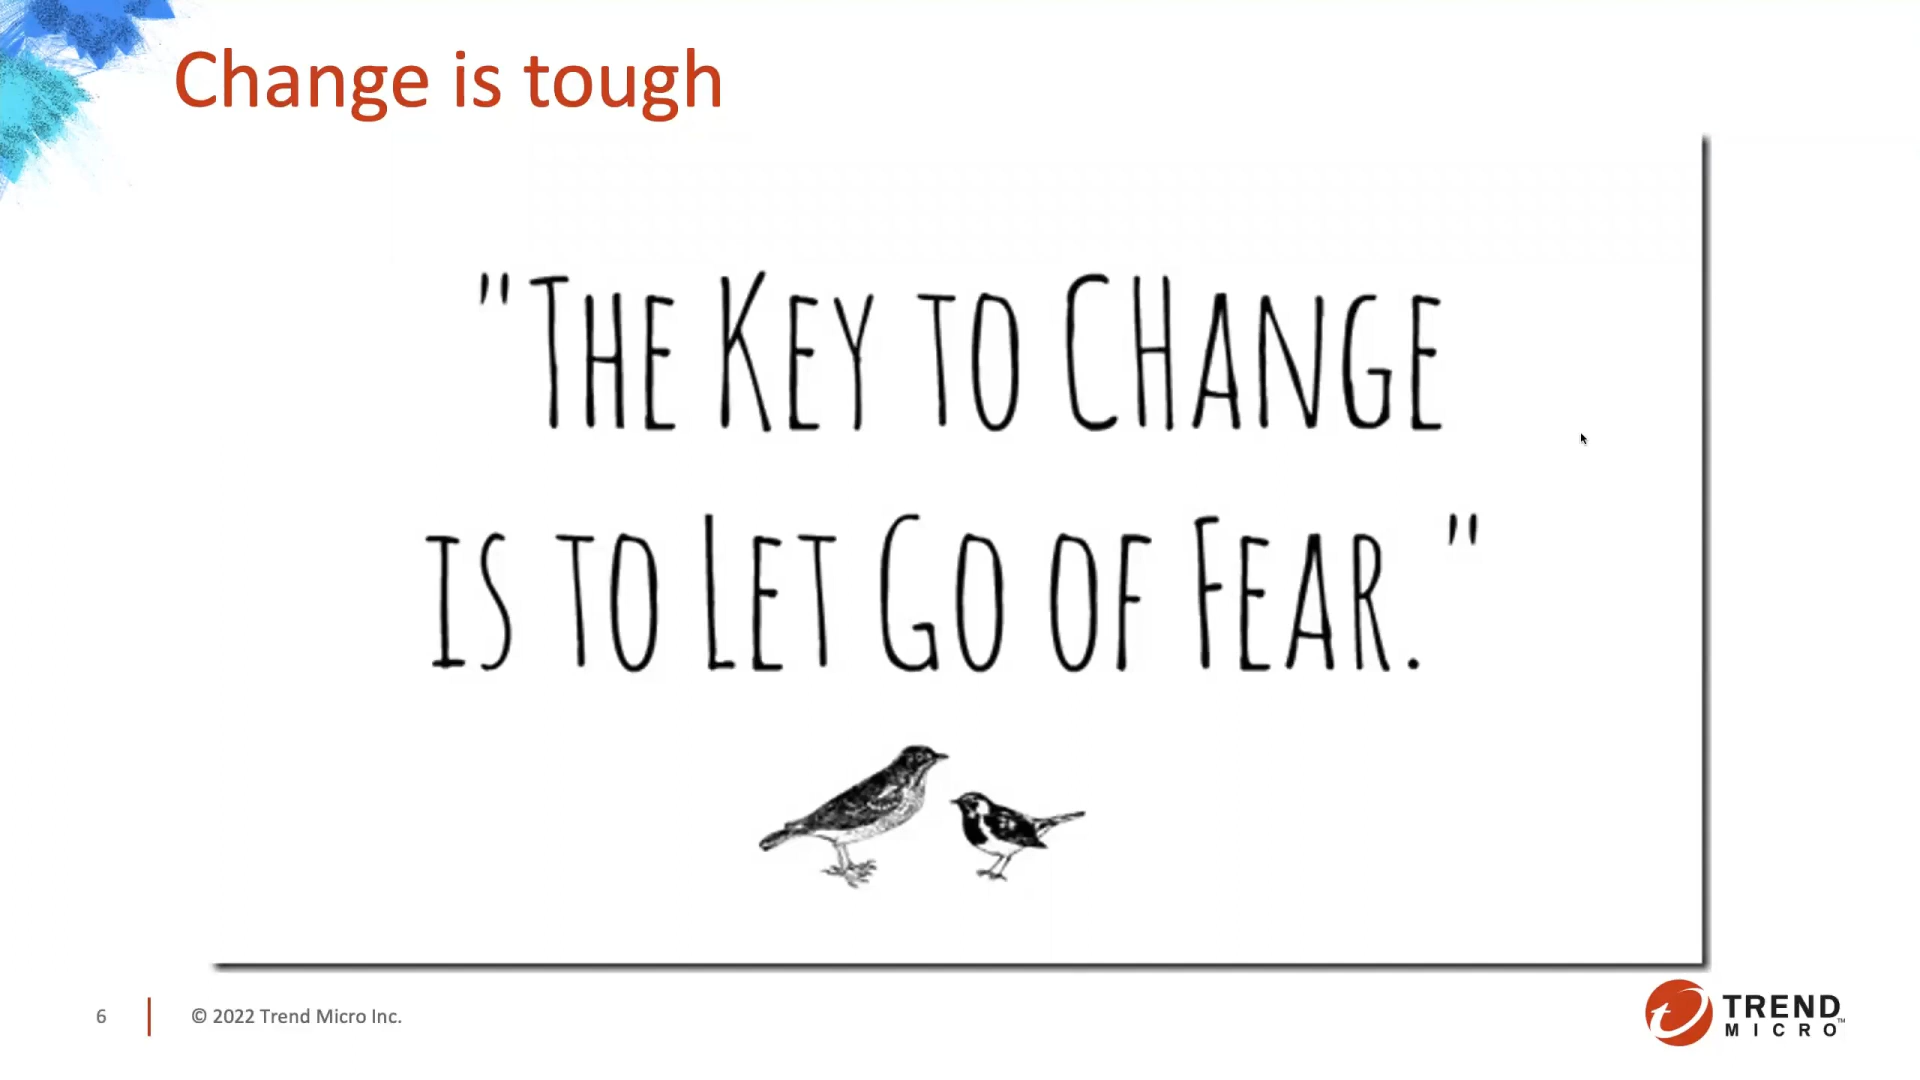 Change is tough
"THE KEY TO CHANGE
IS TO LET GO OF FEAR."
6
© 2022 Trend Micro Inc.
TREND
MICRO™